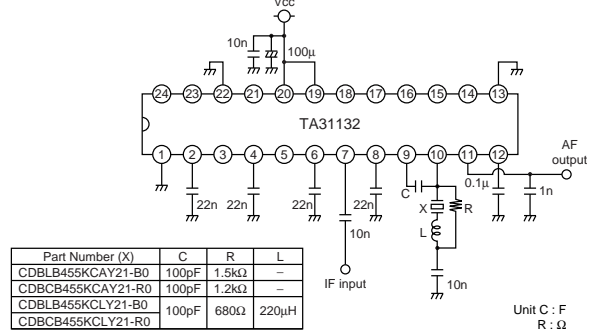 Vcc
10n
100μ
24 23 22 21 20 19 18 17 16 15 14 13
TA31132
1 2 3 4 5 6 7 8 9 10 11 12
AF
output
22n 22n 22n 22n
C
0.1μ
1n
X
R
L
10n
10n
IF input
Part Number (X) C R L
CDBLB455KCAY21-B0 100pF 1.5kΩ –
CDBCB455KCAY21-R0 100pF 1.2kΩ –
CDBLB455KCLY21-B0
100pF 680Ω 220μH
CDBCB455KCLY21-R0
Unit C : F
R : Ω